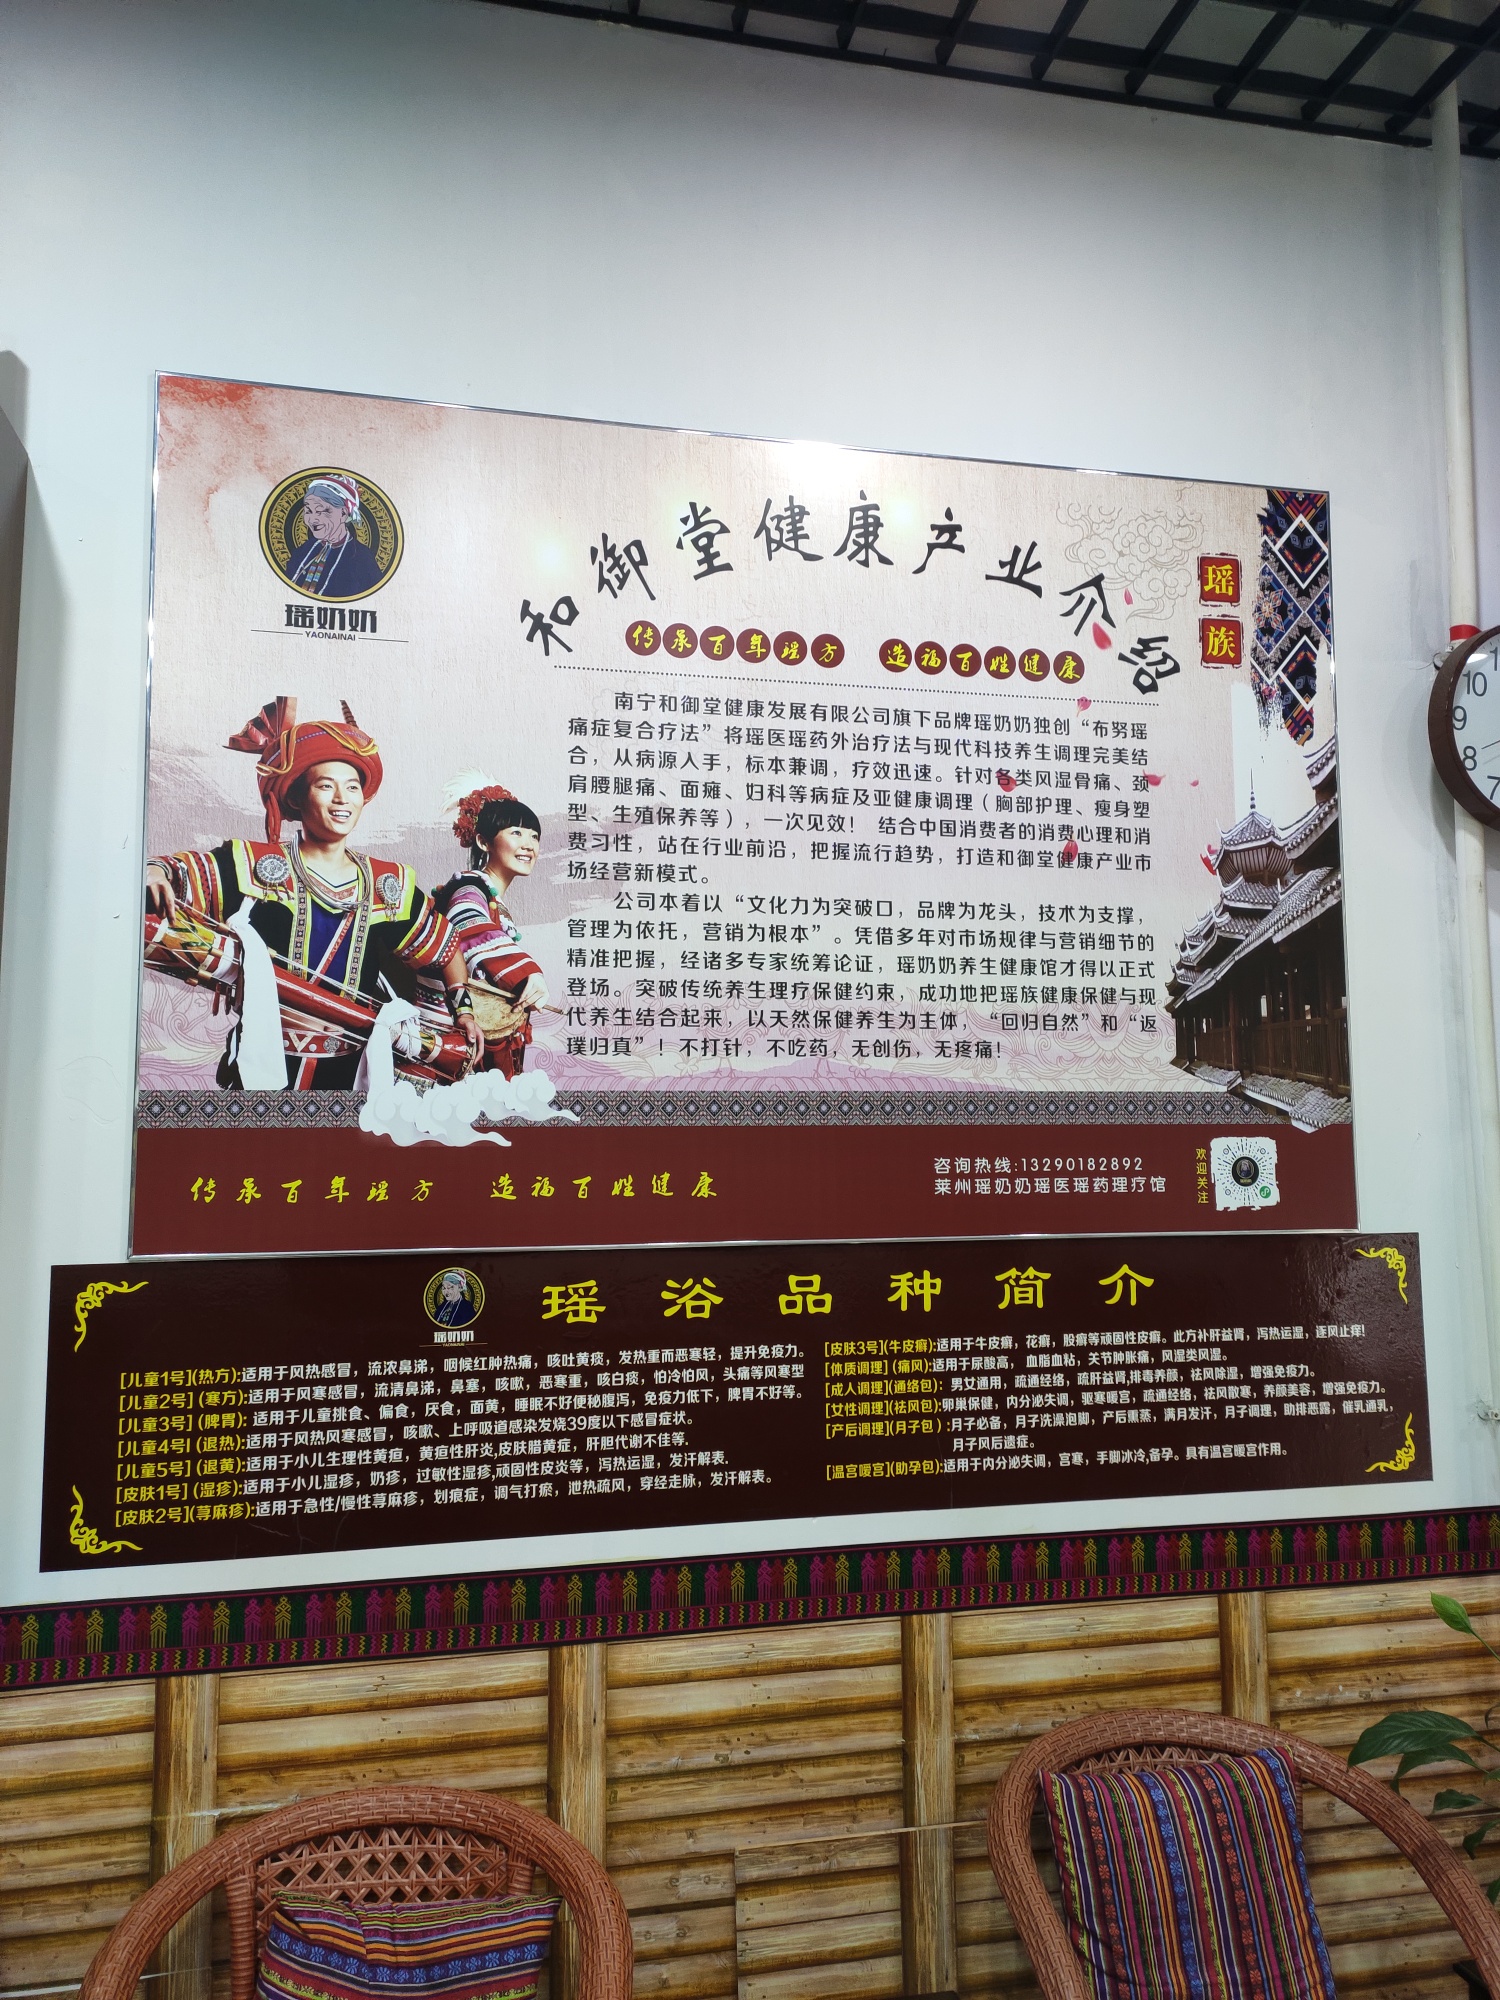 瑶奶奶
YAONAINAI
和御堂健康产业介绍
传承百年瑶方 造福百姓健康
瑶族
南宁和御堂健康发展有限公司旗下品牌瑶奶奶独创“布努瑶
痛症复合疗法”将瑶医瑶药外治疗法与现代科技养生调理完美结
合，从病源入手，标本兼调，疗效迅速。针对各类风湿骨痛、颈
肩腰腿痛、面瘫、妇科等病症及亚健康调理（胸部护理、瘦身塑
型、生殖保养等），一次见效！ 结合中国消费者的消费心理和消
费习性，站在行业前沿，把握流行趋势，打造和御堂健康产业市
场经营新模式。
公司本着以“文化力为突破口，品牌为龙头，技术为支撑，
管理为依托，营销为根本”。凭借多年对市场规律与营销细节的
精准把握，经诸多专家统筹论证，瑶奶奶养生健康馆才得以正式
登场。突破传统养生理疗保健约束，成功地把瑶族健康保健与现
代养生结合起来，以天然保健养生为主体，“回归自然”和“返
璞归真”！不打针，不吃药，无创伤，无疼痛！
传承百年瑶方 造福百姓健康
咨询热线:13290182892
莱州瑶奶奶瑶医瑶药理疗馆
欢迎关注
瑶奶奶
瑶浴品种简介
[儿童1号](热方):适用于风热感冒，流浓鼻涕，咽候红肿热痛，咳吐黄痰，发热重而恶寒轻，提升免疫力。
[儿童2号] (寒方):适用于风寒感冒，流清鼻涕，鼻塞，咳嗽，恶寒重，咳白痰，怕冷怕风，头痛等风寒型
[儿童3号] (脾胃): 适用于儿童挑食、偏食，厌食，面黄，睡眠不好便秘腹泻，免疫力低下，脾胃不好等。
[儿童4号] (退热):适用于风热风寒感冒，咳嗽、上呼吸道感染发烧39度以下感冒症状。
[儿童5号] (退黄):适用于小儿生理性黄疸，黄疸性肝炎,皮肤腊黄症，肝胆代谢不佳等.
[皮肤1号] (湿疹):适用于小儿湿疹，奶疹，过敏性湿疹,顽固性皮炎等，泻热运湿，发汗解表.
[皮肤2号](荨麻疹):适用于急性/慢性荨麻疹，划痕症，调气打瘀，泄热疏风，穿经走脉，发汗解表。
[皮肤3号](牛皮癣):适用于牛皮癣，花癣，股癣等顽固性皮癣。此方补肝益肾，泻热运湿，逐风止痒!
[体质调理] (痛风):适用于尿酸高， 血脂血粘，关节肿胀痛，风湿类风湿。
[成人调理](通络包): 男女通用，疏通经络，疏肝益肾,排毒养颜，祛风除湿，增强免疫力。
[女性调理](祛风包):卵巢保健，内分泌失调，驱寒暖宫，疏通经络，祛风散寒，养颜美容，增强免疫力。
[产后调理](月子包):月子必备，月子洗澡泡脚，产后熏蒸，满月发汗，月子调理，助排恶露，催乳通乳，
月子风后遗症。
[温宫暖宫](助孕包):适用于内分泌失调，宫寒，手脚冰冷,备孕。具有温宫暖宫作用。
10
9
8
7